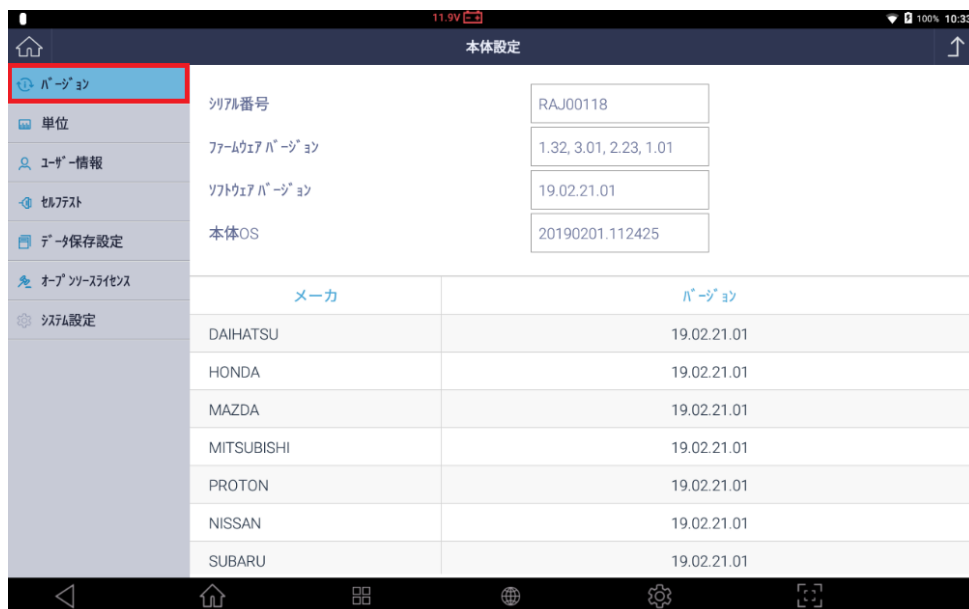 11.9V
100% 10:33
本体設定
ﾊﾞｰｼﾞｮﾝ
単位
ﾕｰｻﾞｰ情報
ｾﾙﾌﾃｽﾄ
ﾃﾞｰﾀ保存設定
ｵｰﾌﾟﾝｿｰｽﾗｲｾﾝｽ
ｼｽﾃﾑ設定
ｼﾘｱﾙ番号 RAJ00118
ﾌｧｰﾑｳｪｱ ﾊﾞｰｼﾞｮﾝ 1.32, 3.01, 2.23, 1.01
ｿﾌﾄｳｪｱ ﾊﾞｰｼﾞｮﾝ 19.02.21.01
本体OS 20190201.112425
メーカ ﾊﾞｰｼﾞｮﾝ
DAIHATSU 19.02.21.01
HONDA 19.02.21.01
MAZDA 19.02.21.01
MITSUBISHI 19.02.21.01
PROTON 19.02.21.01
NISSAN 19.02.21.01
SUBARU 19.02.21.01